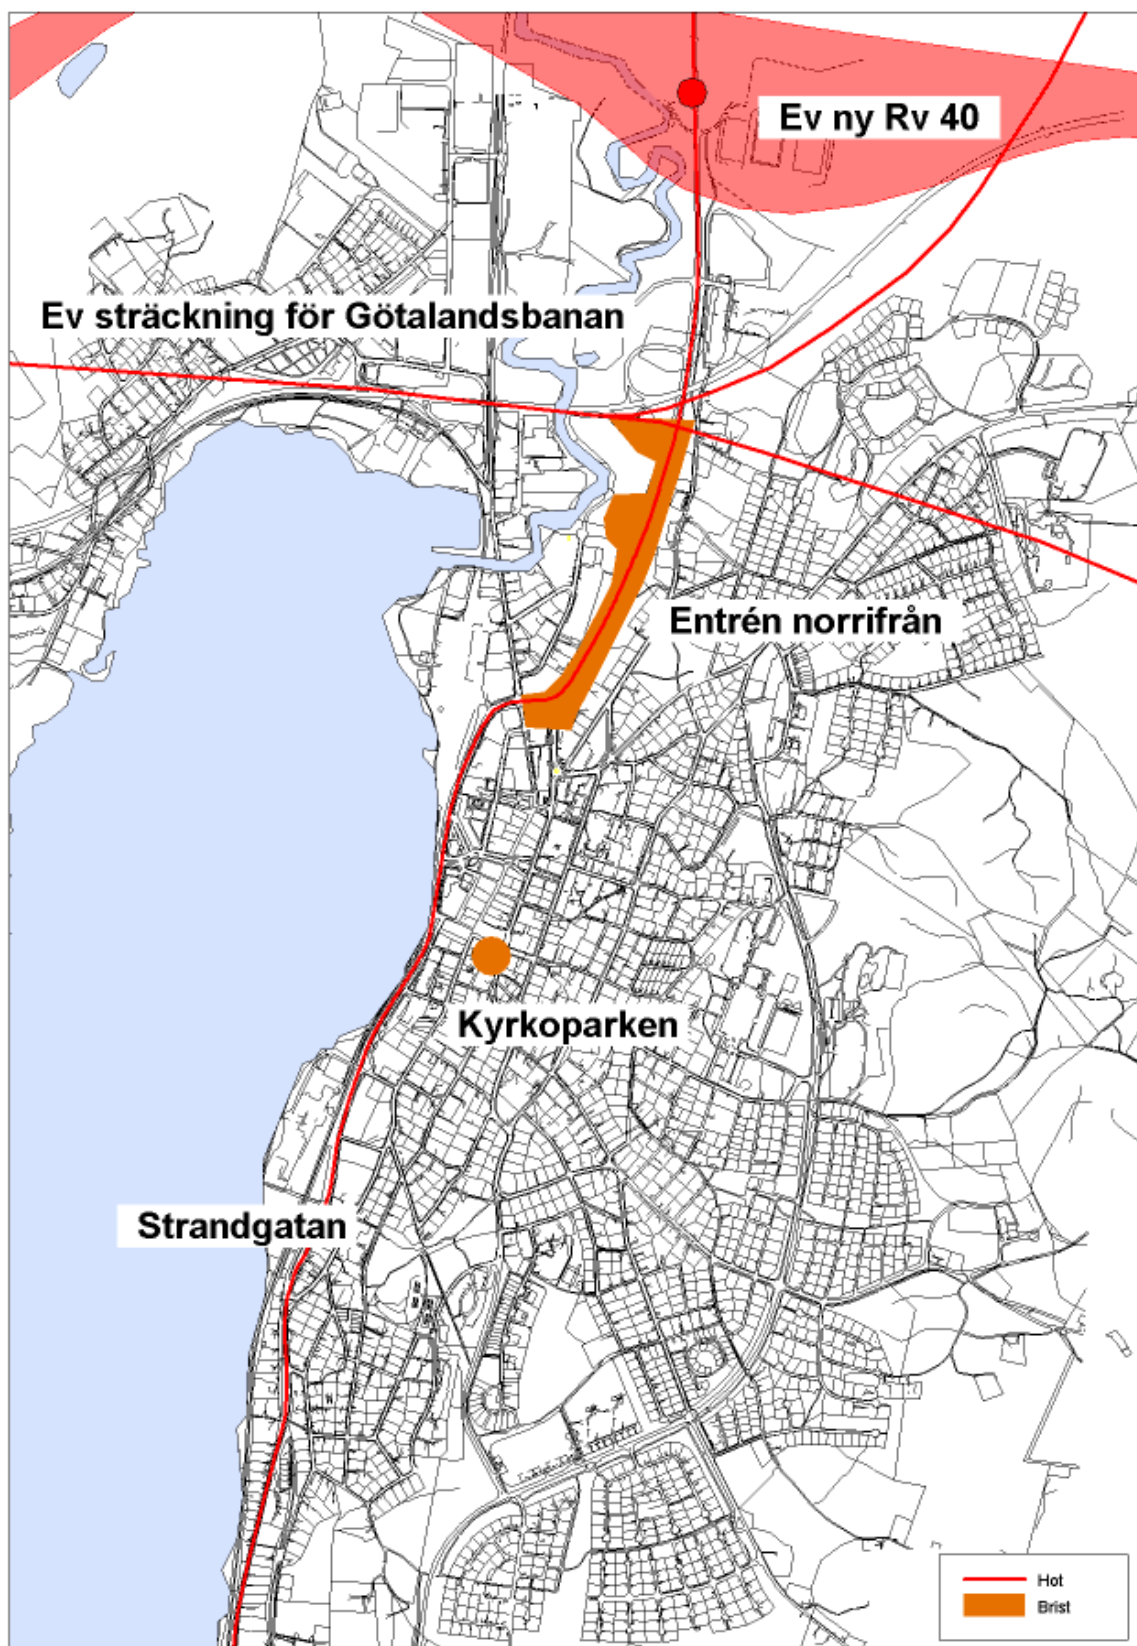 Ev ny Rv 40
Ev sträckning för Götalandsbanan
Entrén norrifrån
Kyrkoparken
Strandgatan
Hot
Brist